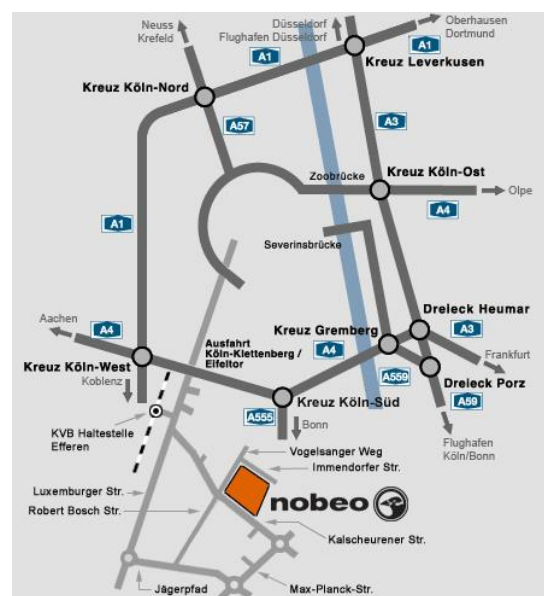 Düsseldorf
Flughafen Düsseldorf
Oberhausen
Dortmund
Neuss
Krefeld
A1
A1
Kreuz Leverkusen
Kreuz Köln-Nord
A57
A3
Zoobrücke
Kreuz Köln-Ost
A4
Olpe
A1
Severinsbrücke
Aachen
A4
Ausfahrt
Köln-Klettenberg /
Eifeltor
Kreuz Gremberg
Dreieck Heumar
A3
A4
Frankfurt
Kreuz Köln-West
Koblenz
A559
Dreieck Porz
A59
A555
Kreuz Köln-Süd
Bonn
KVB Haltestelle
Efferen
Flughafen
Köln/Bonn
Vogelsanger Weg
Immendorfer Str.
Luxemburger Str.
nobeo
Robert Bosch Str.
Kalscheurener Str.
Jägerpfad
Max-Planck-Str.